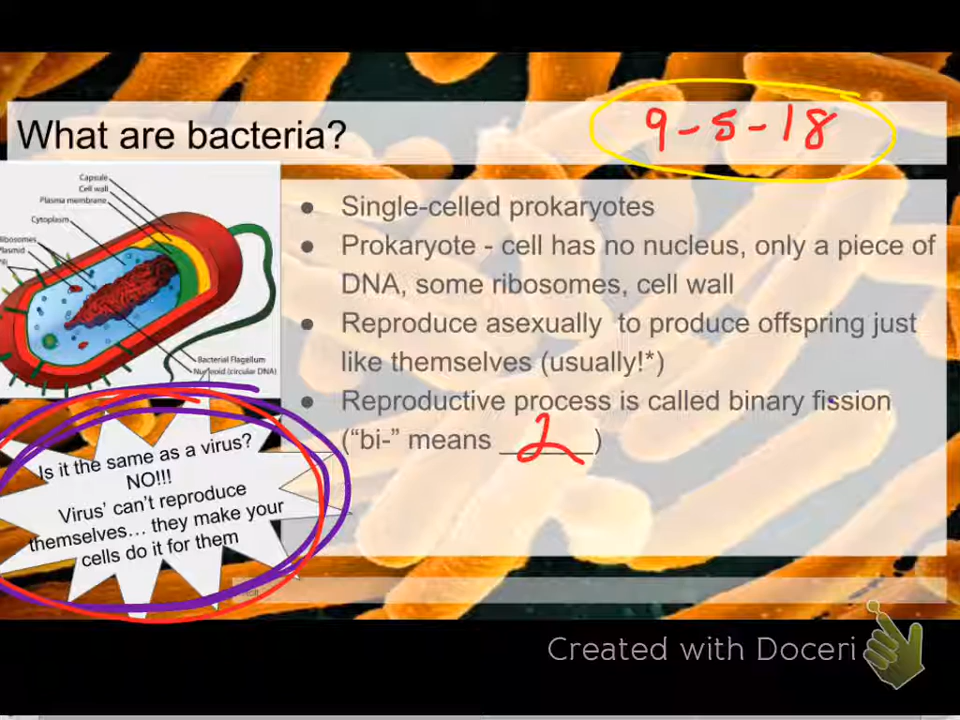 What are bacteria?
9-5-18
Capsule
Cell wall
Plasma membrane
Cytoplasm
Ribosomes
Plasmid
Bacterial Flagellum
Nucleoid (circular DNA)
● Single-celled prokaryotes
● Prokaryote - cell has no nucleus, only a piece of
DNA, some ribosomes, cell wall
● Reproduce asexually to produce offspring just
like themselves (usually!*)
● Reproductive process is called binary fission
(“bi-” means 2)
Is it the same as a virus?
NO!!!
Virus’ can’t reproduce
themselves… they make your
cells do it for them
Created with Doceri